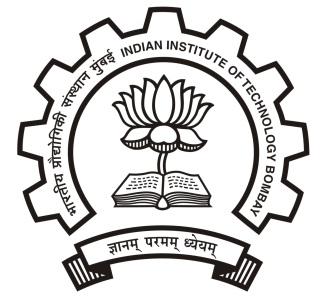 भारतीय प्रौद्योगिकी संस्थान मुंबई
INDIAN INSTITUTE OF TECHNOLOGY BOMBAY
ज्ञानम् परमम् ध्येयम्